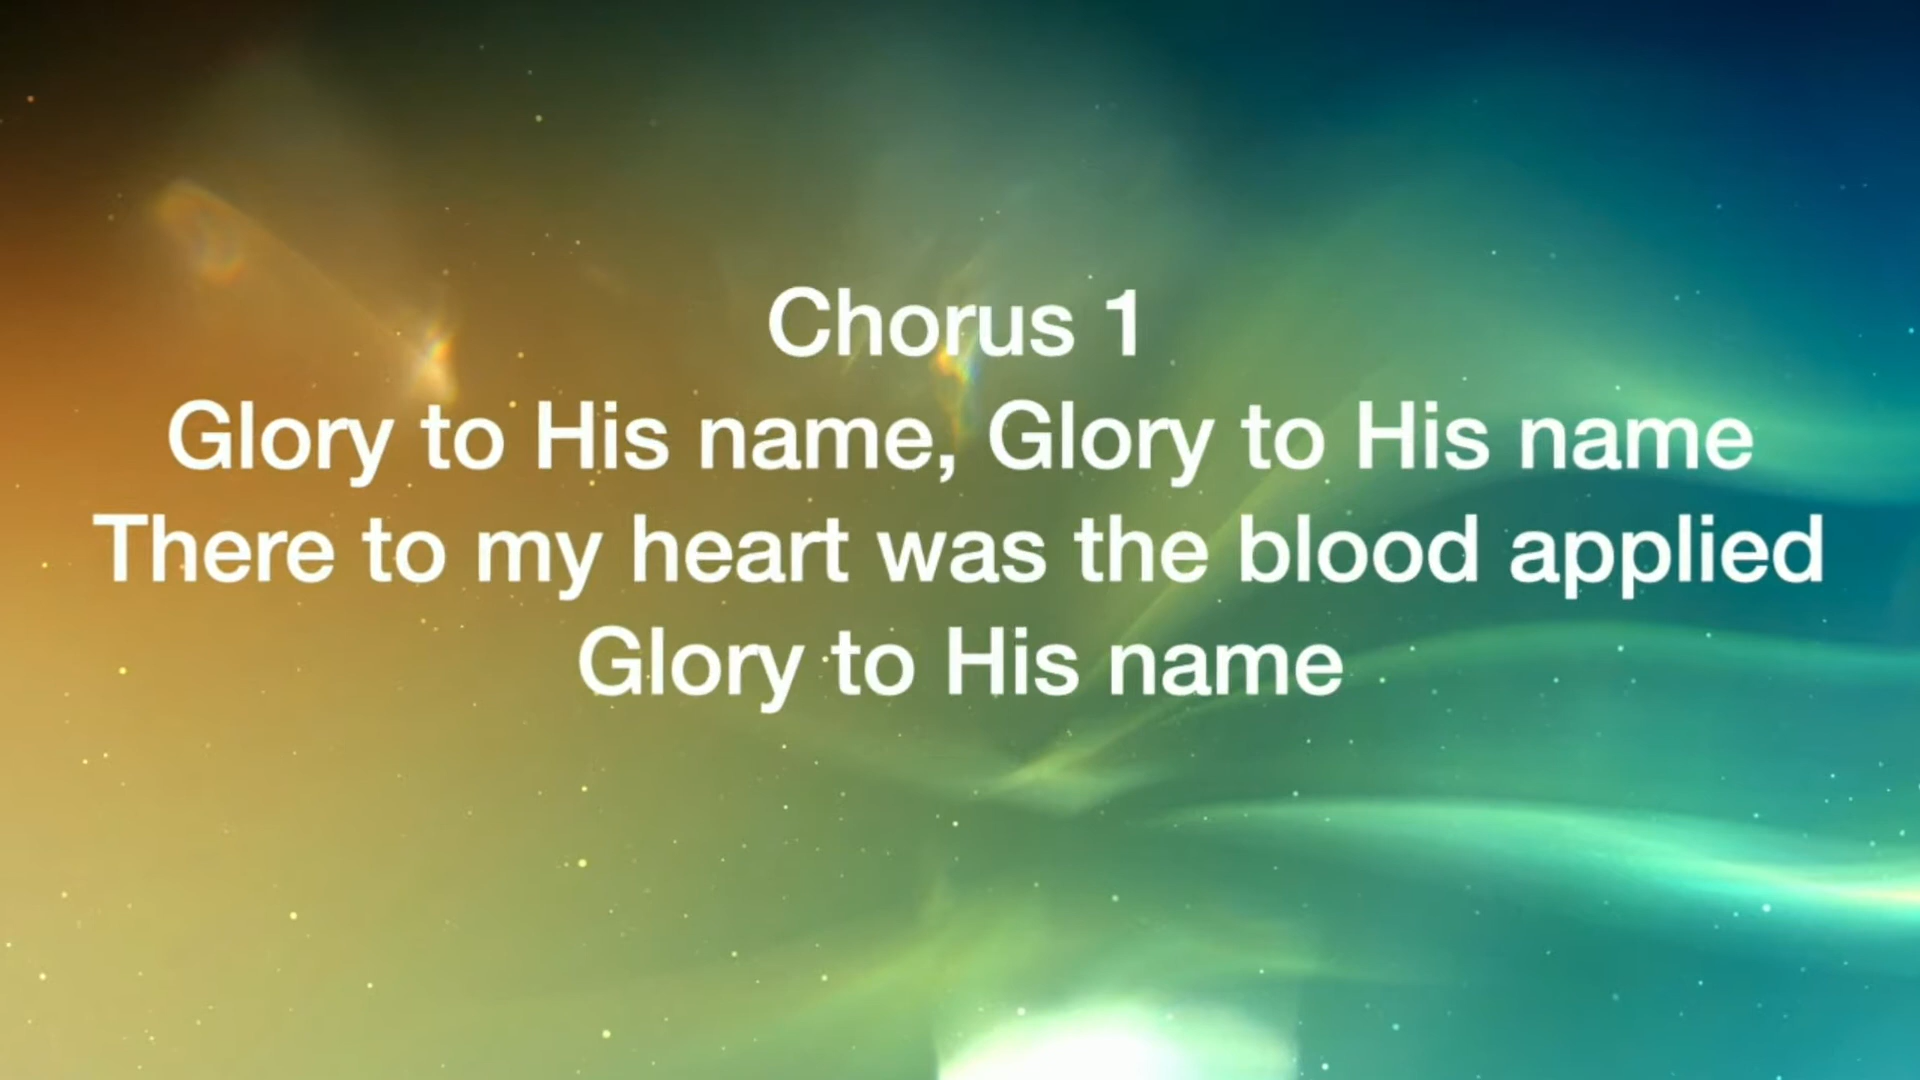 Chorus 1
Glory to His name, Glory to His name
There to my heart was the blood applied
Glory to His name